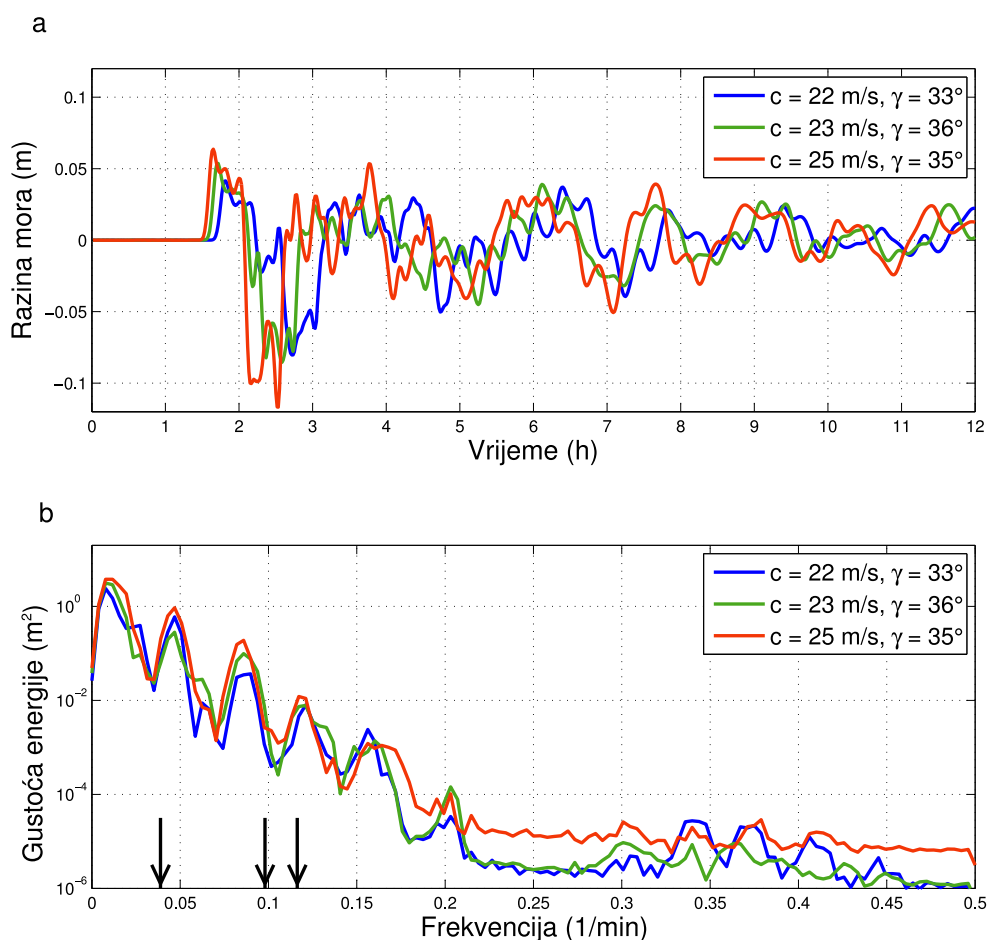 a
0.1
0.05
0
−0.05
−0.1
Razina mora (m)
c = 22 m/s, γ = 33°
c = 23 m/s, γ = 36°
c = 25 m/s, γ = 35°
0 1 2 3 4 5 6 7 8 9 10 11 12
Vrijeme (h)
b
10⁰
10⁻²
10⁻⁴
10⁻⁶
Gustoća energije (m²)
c = 22 m/s, γ = 33°
c = 23 m/s, γ = 36°
c = 25 m/s, γ = 35°
0 0.05 0.1 0.15 0.2 0.25 0.3 0.35 0.4 0.45 0.5
Frekvencija (1/min)